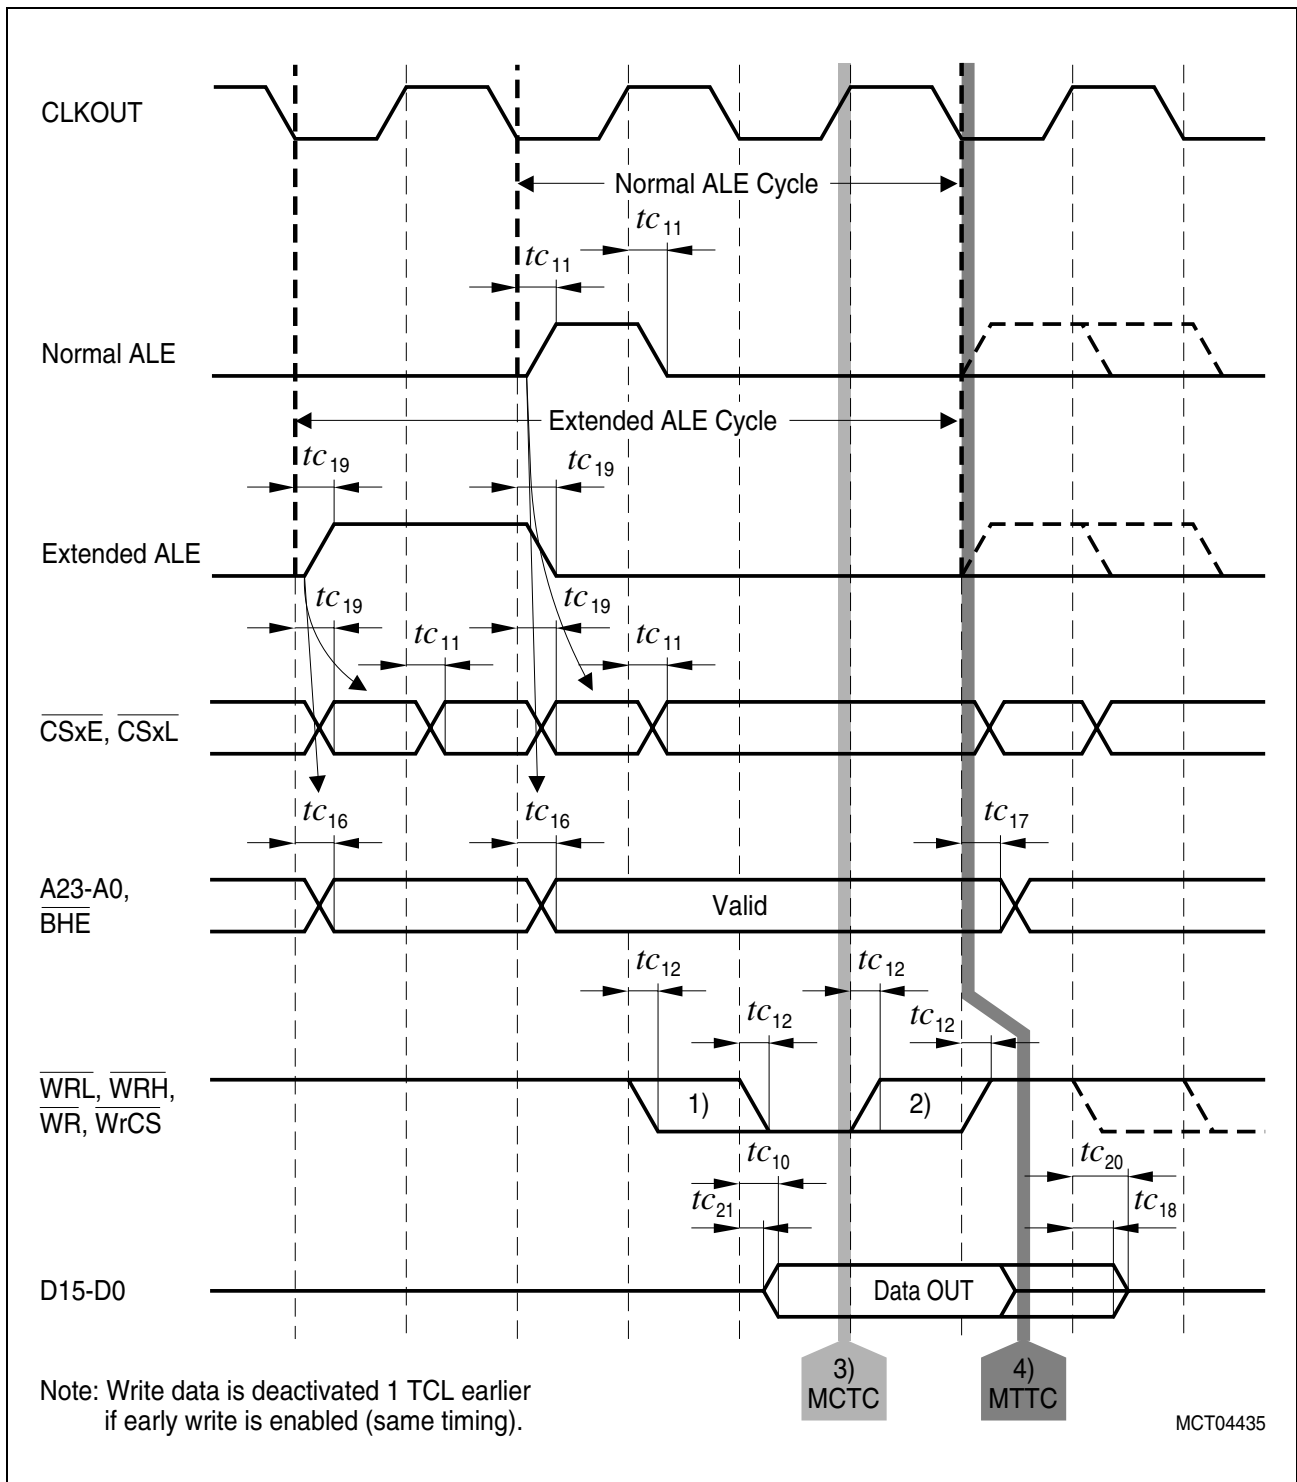 CLKOUT
Normal ALE Cycle
tc11
tc11
Normal ALE
Extended ALE Cycle
tc19
tc19
Extended ALE
tc19
tc19
tc11
tc11
CSxE, CSxL
tc16
tc16
tc17
A23-A0,
BHE
Valid
tc12
tc12
tc12
tc12
WRL, WRH,
WR, WrCS
1)
2)
tc10
tc20
tc21
tc18
D15-D0
Data OUT
3)
MCTC
4)
MTTC
Note: Write data is deactivated 1 TCL earlier
if early write is enabled (same timing).
MCT04435